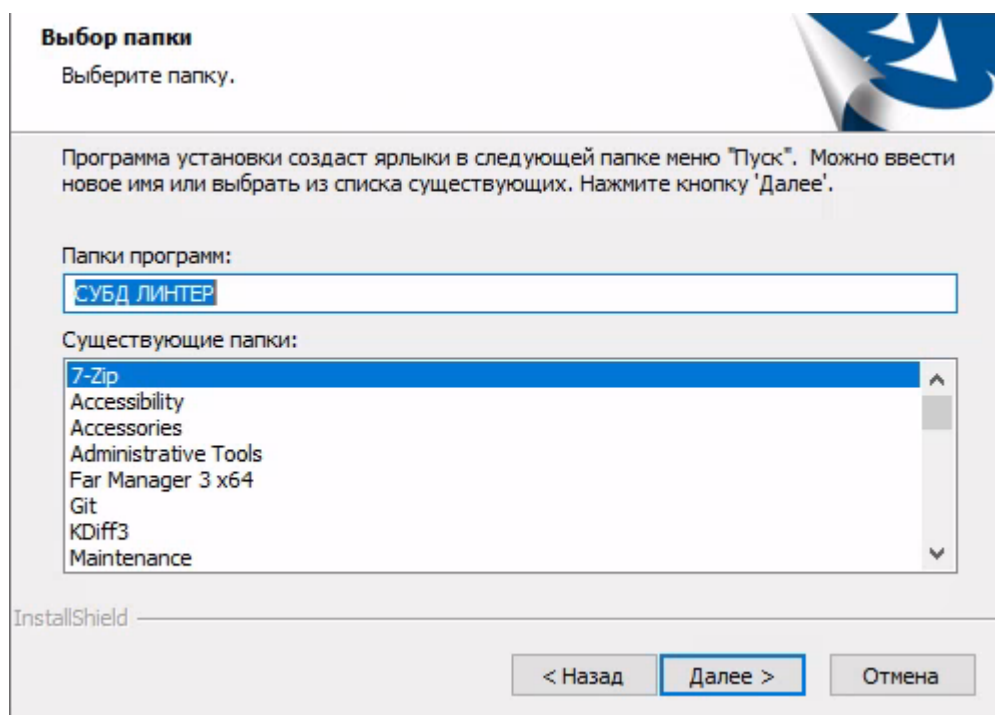 Выбор папки
Выберите папку.
Программа установки создаст ярлыки в следующей папке меню "Пуск". Можно ввести
новое имя или выбрать из списка существующих. Нажмите кнопку 'Далее'.
Папки программ:
СУБД ЛИНТЕР
Существующие папки:
7-Zip
Accessibility
Accessories
Administrative Tools
Far Manager 3 x64
Git
KDiff3
Maintenance
InstallShield
< Назад
Далее >
Отмена